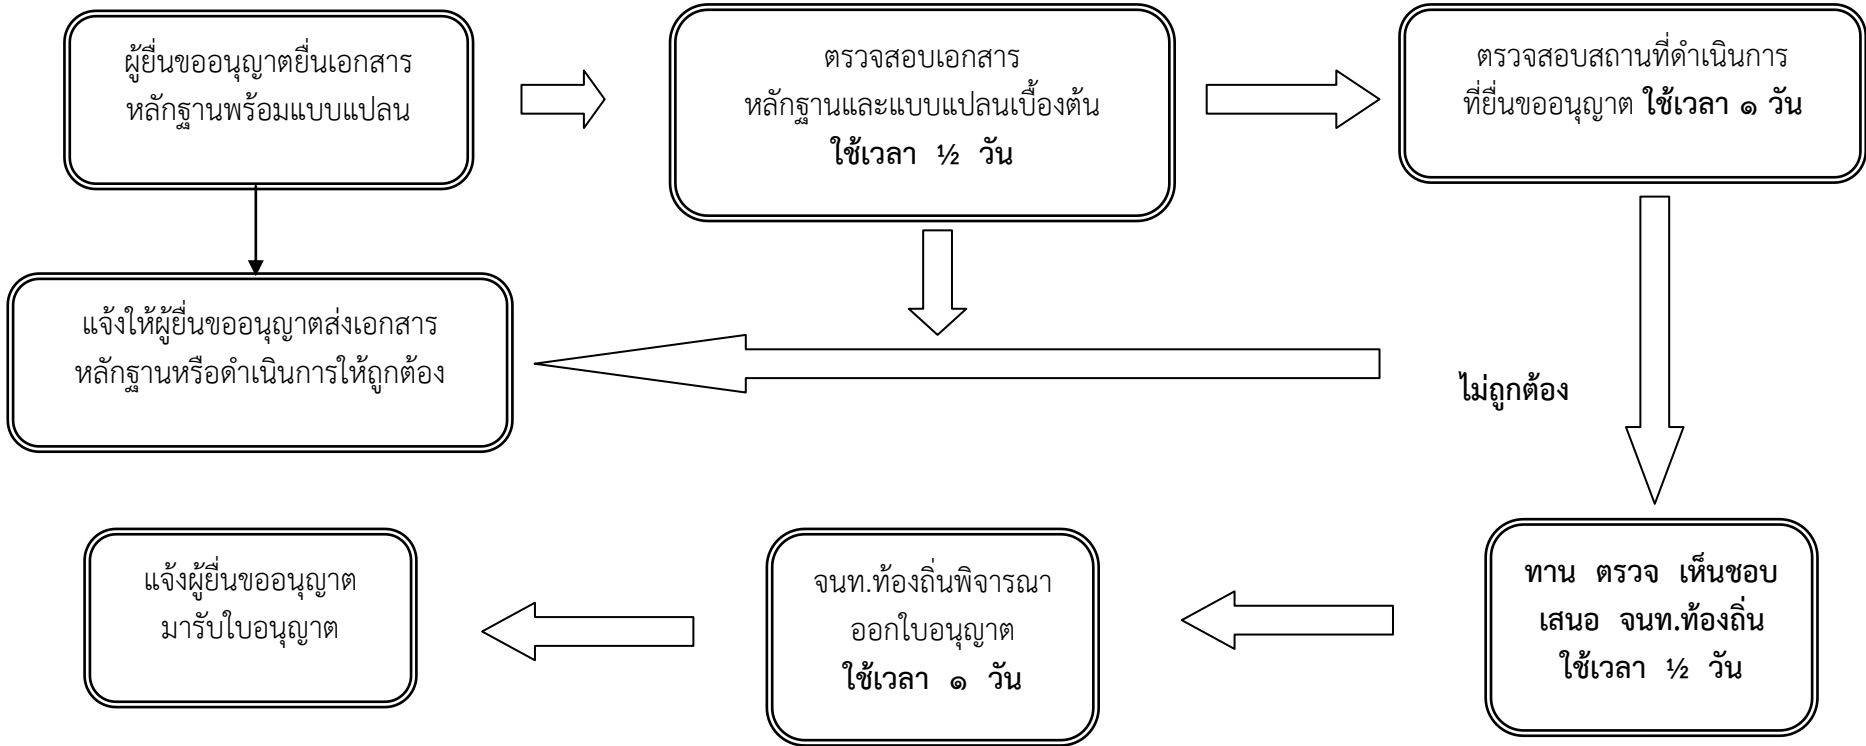 ผู้ยื่นขออนุญาตยื่นเอกสาร
หลักฐานพร้อมแบบแปลน
ตรวจสอบเอกสาร
หลักฐานและแบบแปลนเบื้องต้น
ใช้เวลา ½ วัน
ตรวจสอบสถานที่ดำเนินการ
ที่ยื่นขออนุญาต ใช้เวลา ๑ วัน
แจ้งให้ผู้ยื่นขออนุญาตส่งเอกสาร
หลักฐานหรือดำเนินการให้ถูกต้อง
ไม่ถูกต้อง
แจ้งผู้ยื่นขออนุญาต
มารับใบอนุญาต
จนท.ท้องถิ่นพิจารณา
ออกใบอนุญาต
ใช้เวลา ๑ วัน
ทาน ตรวจ เห็นชอบ
เสนอ จนท.ท้องถิ่น
ใช้เวลา ½ วัน